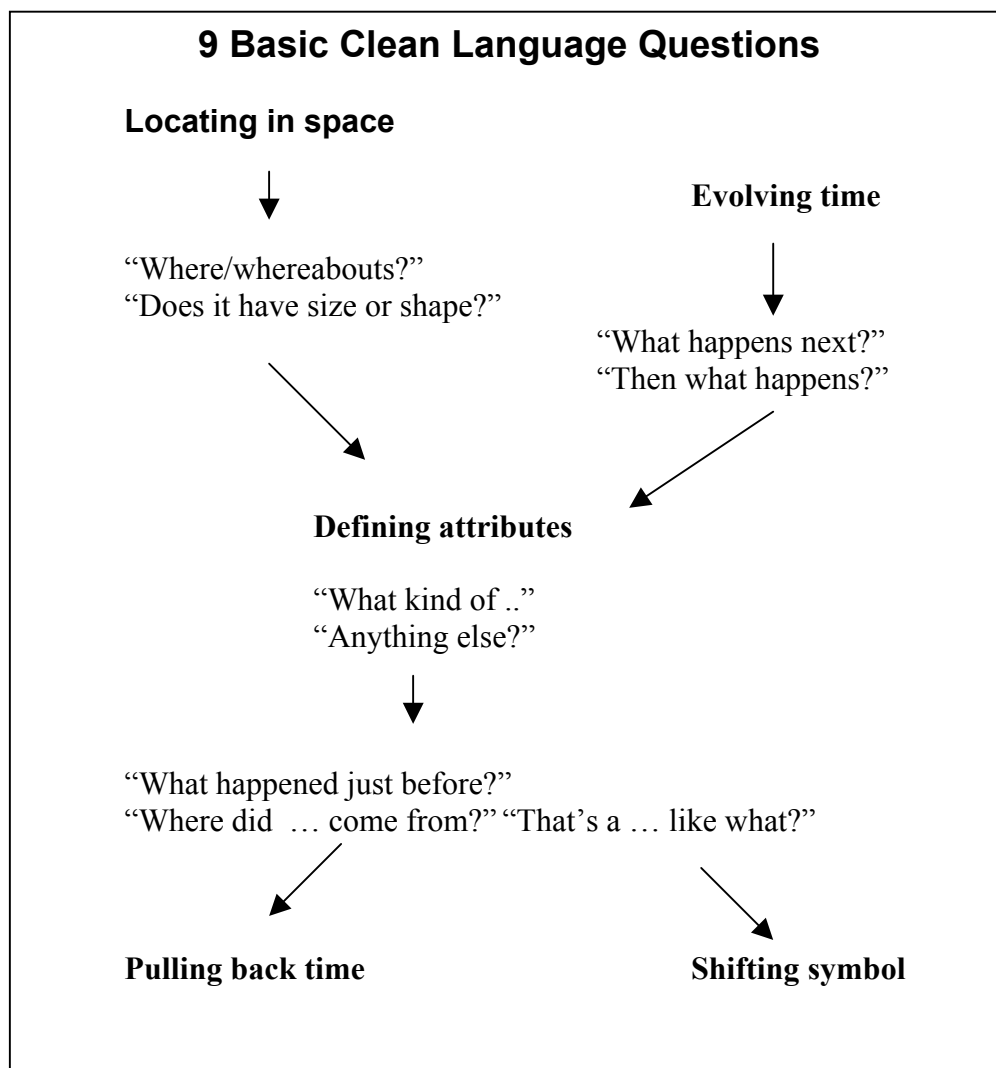 9 Basic Clean Language Questions
Locating in space
Evolving time
“Where/whereabouts?”
“Does it have size or shape?”
“What happens next?”
“Then what happens?”
Defining attributes
“What kind of ..”
“Anything else?”
“What happened just before?”
“Where did … come from?” “That’s a … like what?”
Pulling back time
Shifting symbol